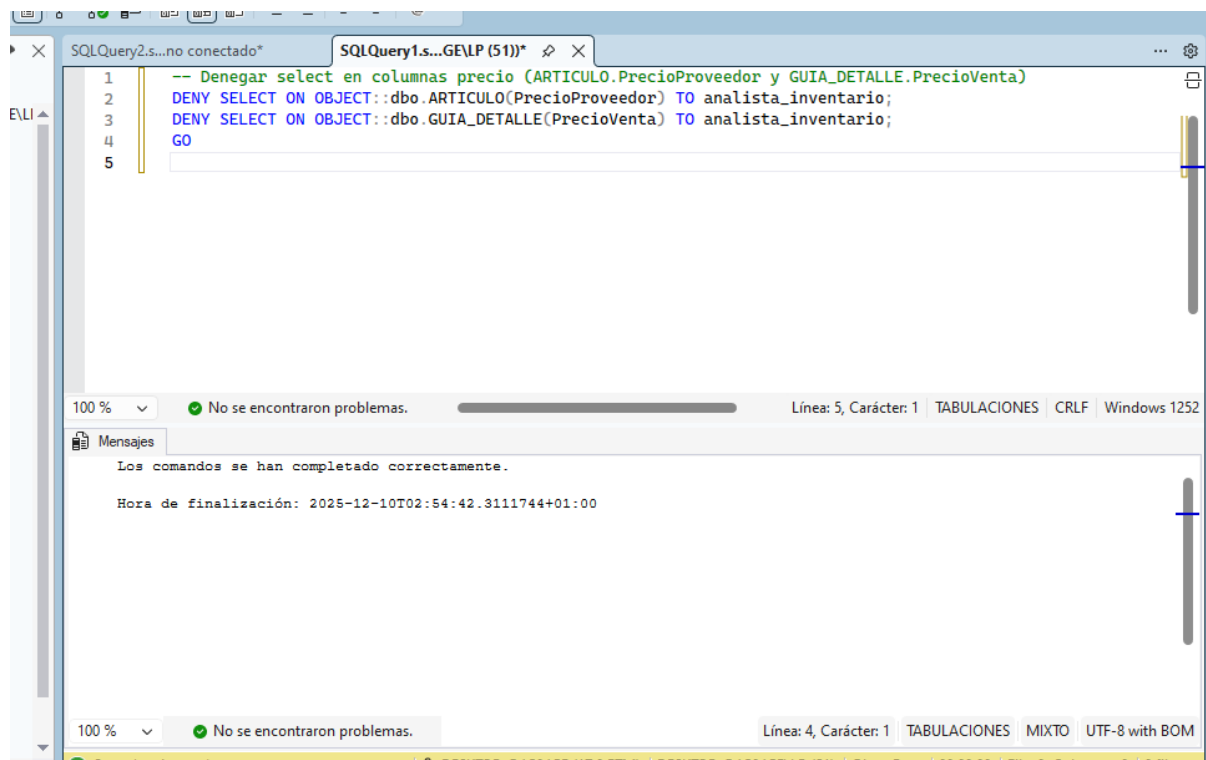 SQLQuery2.s...no conectado*
SQLQuery1.s...GE\LP (51))*
E\LI
1 -- Denegar select en columnas precio (ARTICULO.PrecioProveedor y GUIA_DETALLE.PrecioVenta)
2 DENY SELECT ON OBJECT::dbo.ARTICULO(PrecioProveedor) TO analista_inventario;
3 DENY SELECT ON OBJECT::dbo.GUIA_DETALLE(PrecioVenta) TO analista_inventario;
4 GO
5
100 % No se encontraron problemas. Línea: 5, Carácter: 1 TABULACIONES CRLF Windows 1252
Mensajes
Los comandos se han completado correctamente.
Hora de finalización: 2025-12-10T02:54:42.3111744+01:00
100 % No se encontraron problemas. Línea: 4, Carácter: 1 TABULACIONES MIXTO UTF-8 with BOM